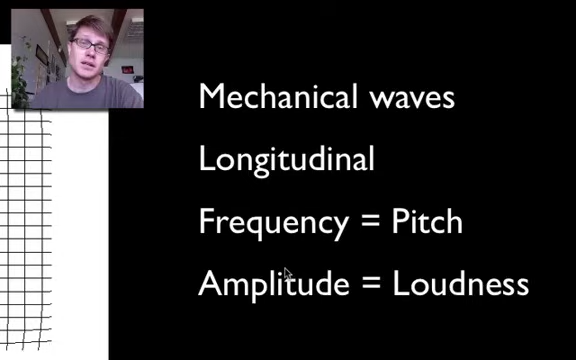 Mechanical waves
Longitudinal
Frequency = Pitch
Amplitude = Loudness